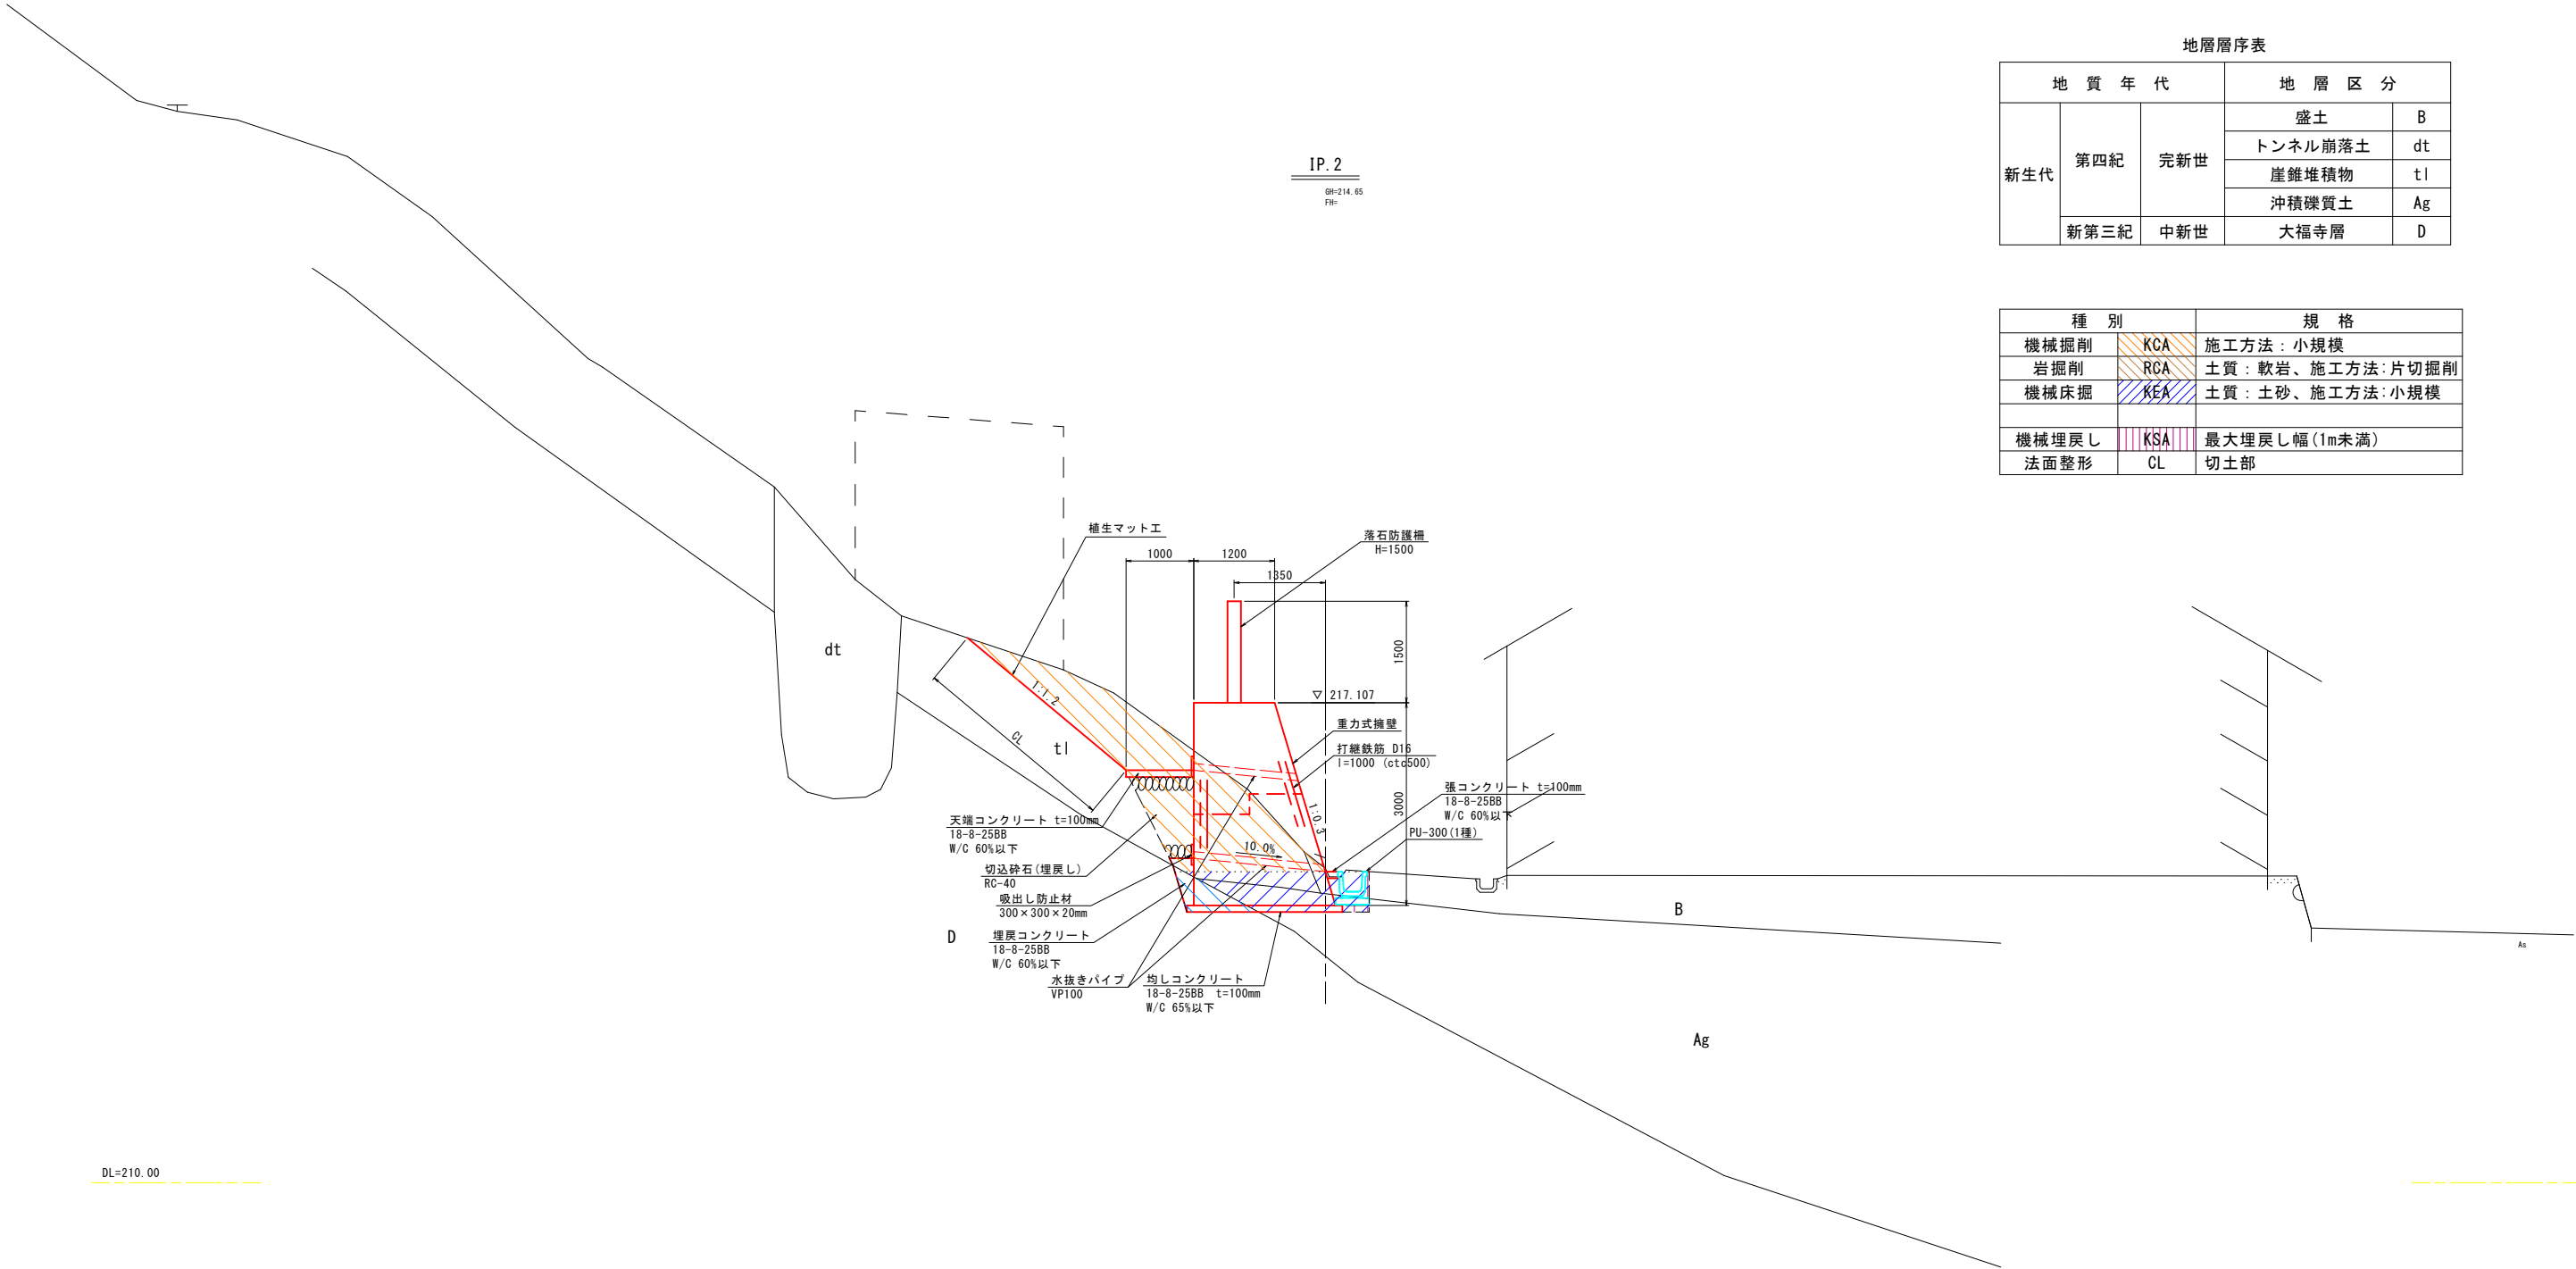 地層層序表
地 質 年 代 地 層 区 分
新生代 第四紀 完新世 盛土 B
トンネル崩落土 dt
崖錐堆積物 tl
沖積礫質土 Ag
新第三紀 中新世 大福寺層 D
IP.2
GH=214.65
FH=
種 別 規 格
機械掘削 KCA 施工方法：小規模
岩掘削 RCA 土質：軟岩、施工方法:片切掘削
機械床掘 KEA 土質：土砂、施工方法:小規模
機械埋戻し KSA 最大埋戻し幅(1m未満)
法面整形 CL 切土部
植生マット工
落石防護柵
H=1500
1000
1200
1350
1500
▽ 217.107
重力式擁壁
打継鉄筋 D16
l=1000 (ctc500)
3000
1:0.3
張コンクリート t=100mm
18-8-25BB
W/C 60%以下
PU-300(1種)
dt
1:1.2
CL
tl
天端コンクリート t=100mm
18-8-25BB
W/C 60%以下
10.0%
切込砕石(埋戻し)
RC-40
吸出し防止材
300×300×20mm
D
埋戻コンクリート
18-8-25BB
W/C 60%以下
水抜きパイプ
VP100
均しコンクリート
18-8-25BB t=100mm
W/C 65%以下
B
As
Ag
DL=210.00